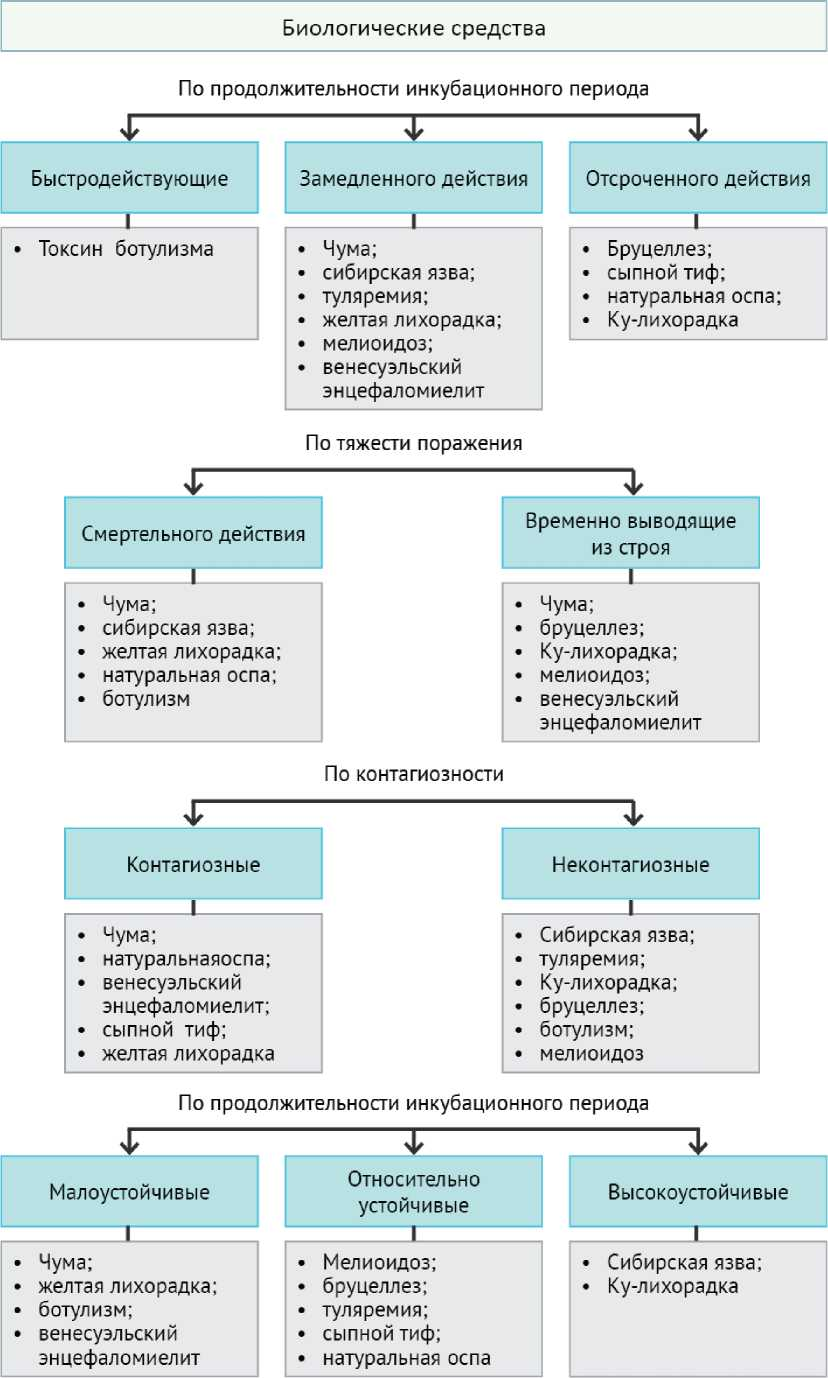 Биологические средства
По продолжительности инкубационного периода
Быстродействующие
Замедленного действия
Отсроченного действия
• Токсин ботулизма
• Чума;
• сибирская язва;
• туляремия;
• желтая лихорадка;
• мелиоидоз;
• венесуэльский
энцефаломиелит
• Бруцеллез;
• сыпной тиф;
• натуральная оспа;
• Ку-лихорадка
По тяжести поражения
Смертельного действия
Временно выводящие
из строя
• Чума;
• сибирская язва;
• желтая лихорадка;
• натуральная оспа;
• ботулизм
• Чума;
• бруцеллез;
• Ку-лихорадка;
• мелиоидоз;
• венесуэльский
энцефаломиелит
По контагиозности
Контагиозные
Неконтагиозные
• Чума;
• натуральнаяоспа;
• венесуэльский
энцефаломиелит;
• сыпной тиф;
• желтая лихорадка
• Сибирская язва;
• туляремия;
• Ку-лихорадка;
• бруцеллез;
• ботулизм;
• мелиоидоз
По продолжительности инкубационного периода
Малоустойчивые
Относительно
устойчивые
Высокоустойчивые
• Чума;
• желтая лихорадка;
• ботулизм;
• венесуэльский
энцефаломиелит
• Мелиоидоз;
• бруцеллез;
• туляремия;
• сыпной тиф;
• натуральная оспа
• Сибирская язва;
• Ку-лихорадка